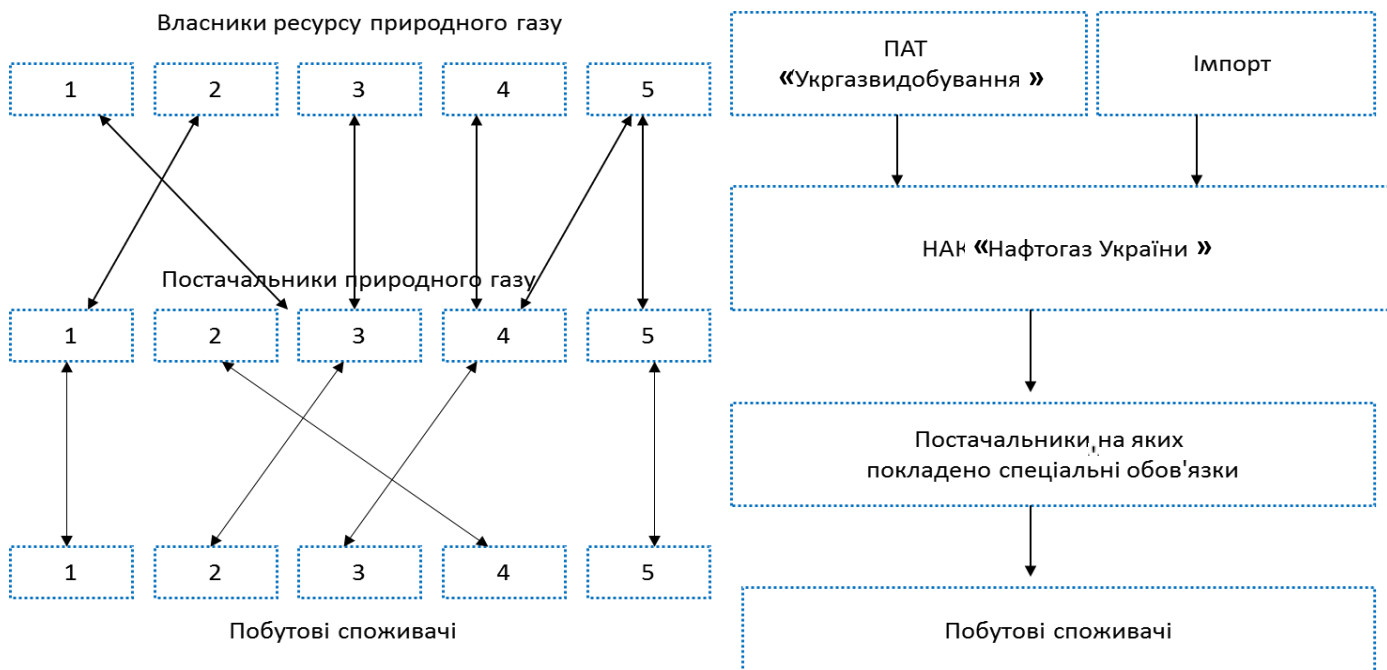 Власники ресурсу природного газу
1 2 3 4 5
Постачальники природного газу
1 2 3 4 5
1 2 3 4 5
Побутові споживачі
ПАТ
«Укргазвидобування »
Імпорт
НАК «Нафтогаз України »
Постачальники,на яких
покладено спеціальні обов'язки
Побутові споживачі